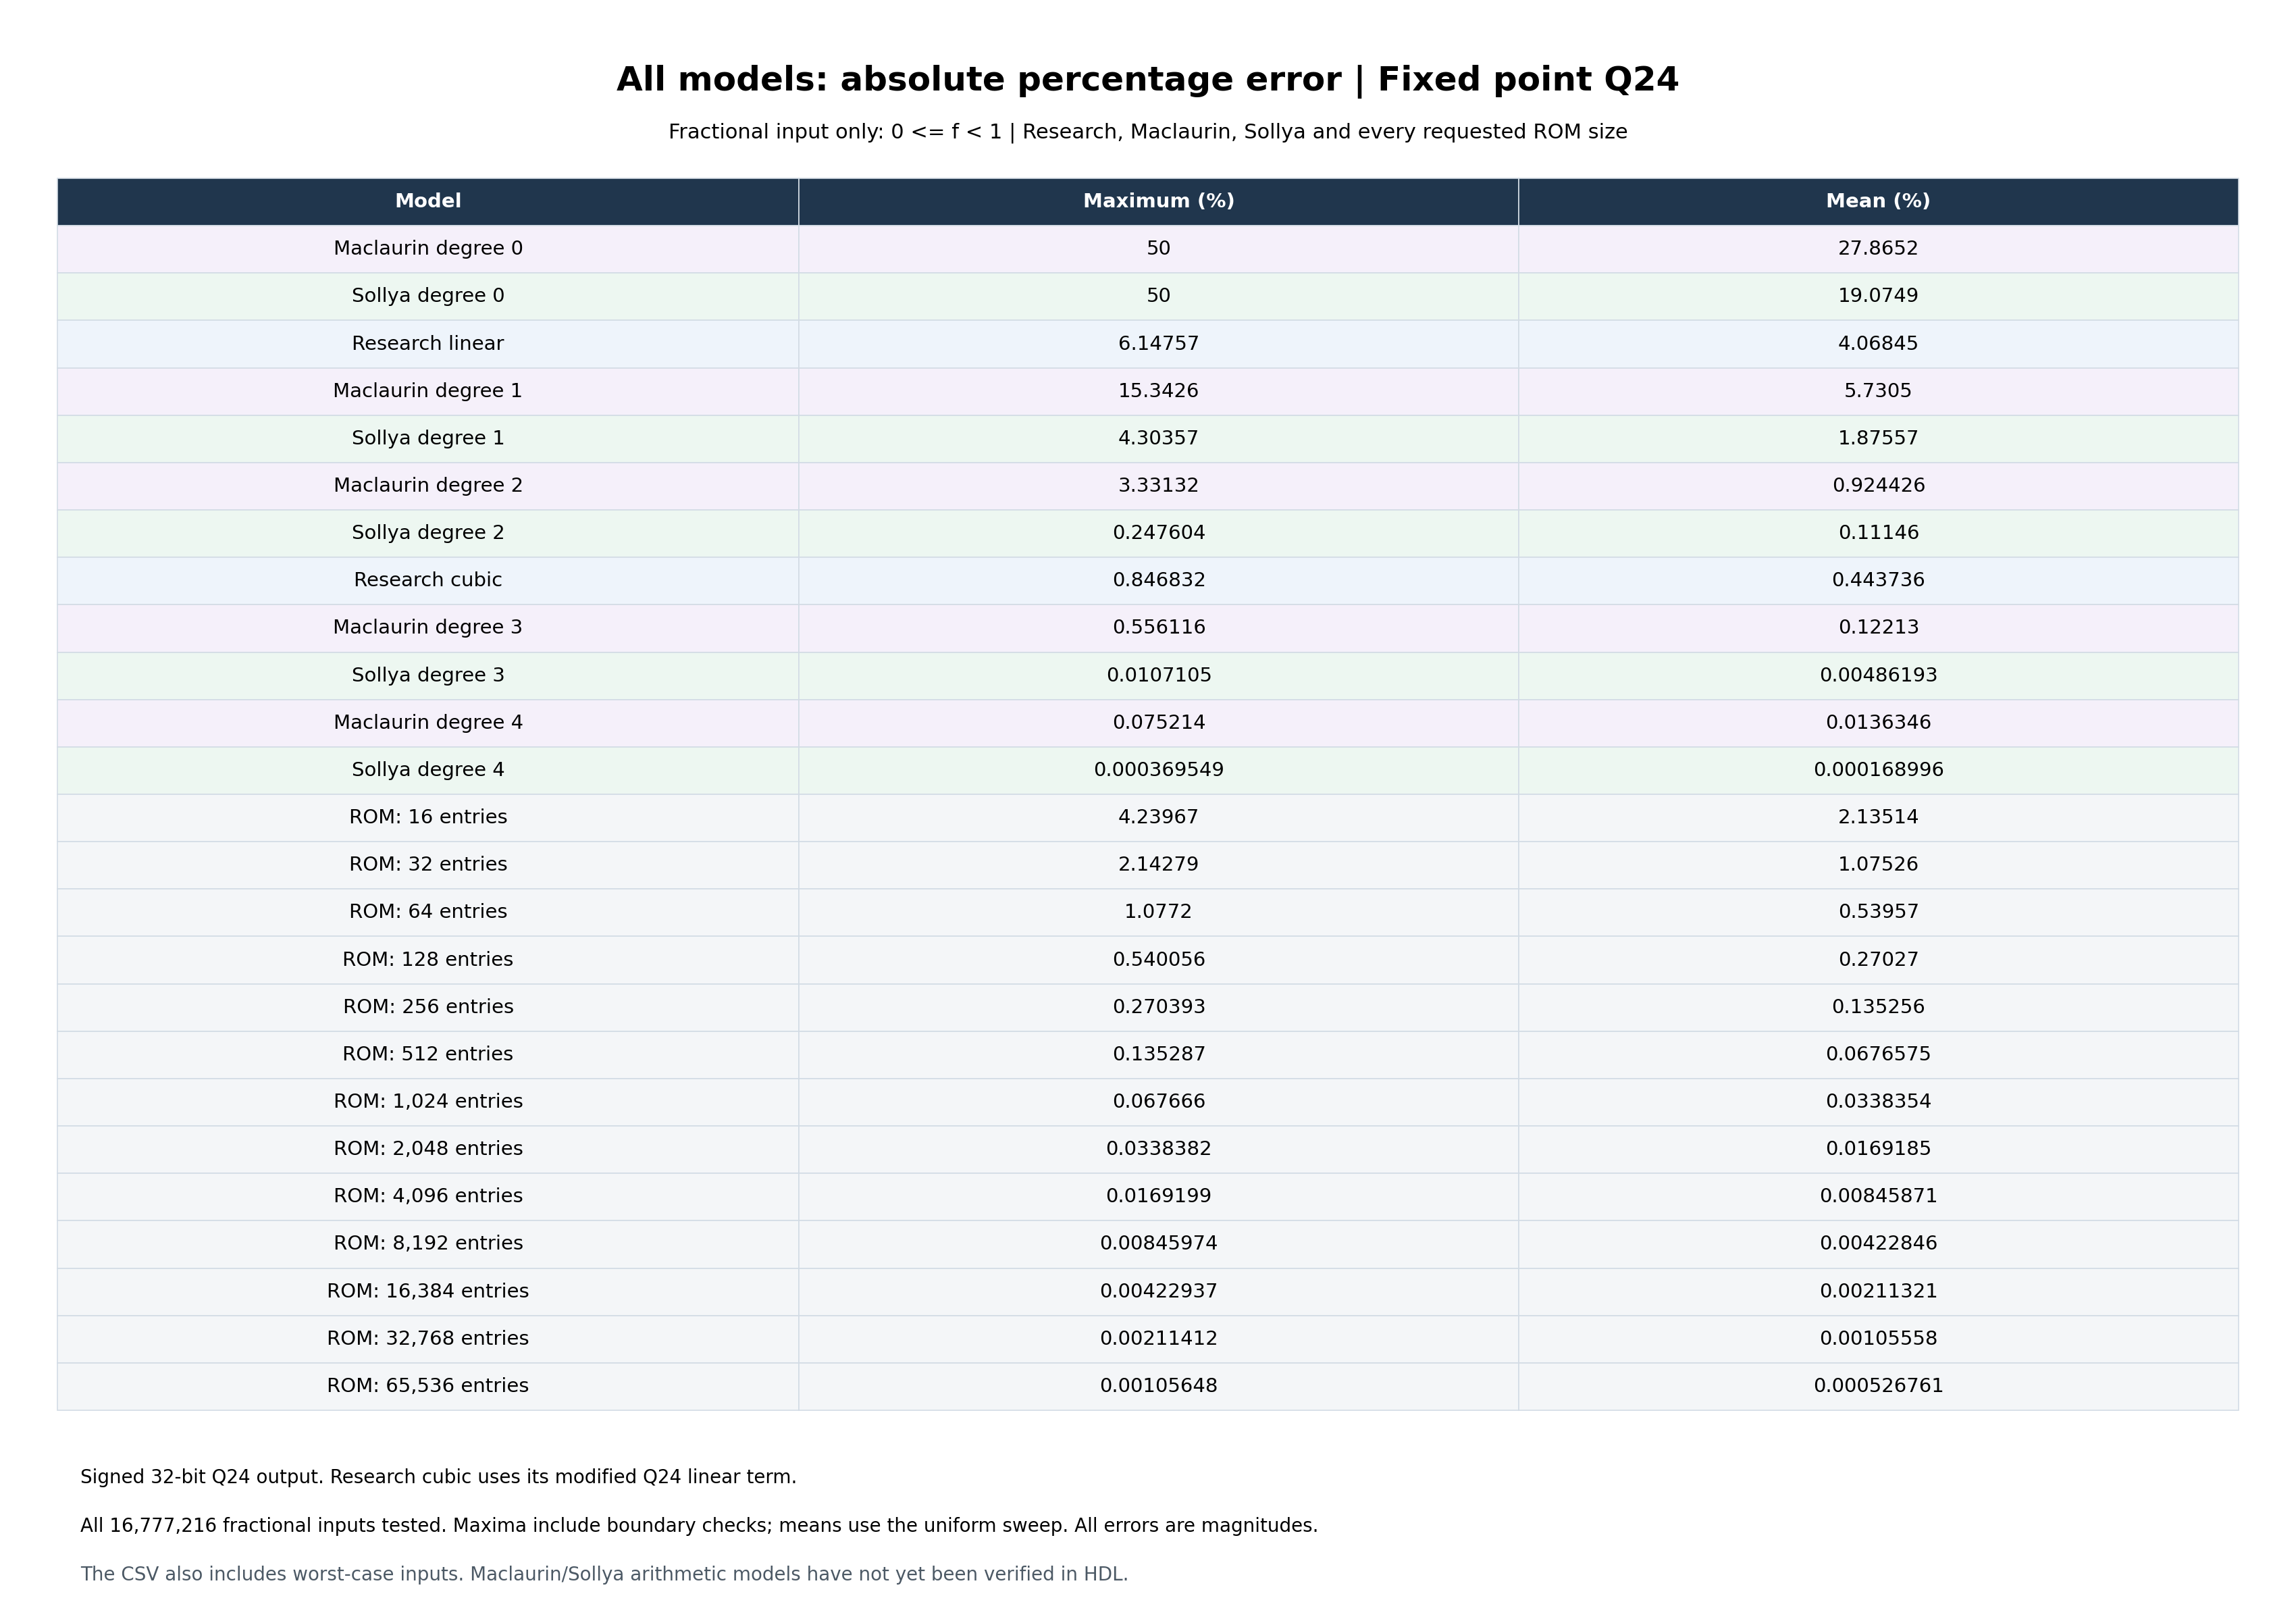 All models: absolute percentage error | Fixed point Q24
Fractional input only: 0 <= f < 1 | Research, Maclaurin, Sollya and every requested ROM size
Model Maximum (%) Mean (%)
Maclaurin degree 0 50 27.8652
Sollya degree 0 50 19.0749
Research linear 6.14757 4.06845
Maclaurin degree 1 15.3426 5.7305
Sollya degree 1 4.30357 1.87557
Maclaurin degree 2 3.33132 0.924426
Sollya degree 2 0.247604 0.11146
Research cubic 0.846832 0.443736
Maclaurin degree 3 0.556116 0.12213
Sollya degree 3 0.0107105 0.00486193
Maclaurin degree 4 0.075214 0.0136346
Sollya degree 4 0.000369549 0.000168996
ROM: 16 entries 4.23967 2.13514
ROM: 32 entries 2.14279 1.07526
ROM: 64 entries 1.0772 0.53957
ROM: 128 entries 0.540056 0.27027
ROM: 256 entries 0.270393 0.135256
ROM: 512 entries 0.135287 0.0676575
ROM: 1,024 entries 0.067666 0.0338354
ROM: 2,048 entries 0.0338382 0.0169185
ROM: 4,096 entries 0.0169199 0.00845871
ROM: 8,192 entries 0.00845974 0.00422846
ROM: 16,384 entries 0.00422937 0.00211321
ROM: 32,768 entries 0.00211412 0.00105558
ROM: 65,536 entries 0.00105648 0.000526761
Signed 32-bit Q24 output. Research cubic uses its modified Q24 linear term.
All 16,777,216 fractional inputs tested. Maxima include boundary checks; means use the uniform sweep. All errors are magnitudes.
The CSV also includes worst-case inputs. Maclaurin/Sollya arithmetic models have not yet been verified in HDL.